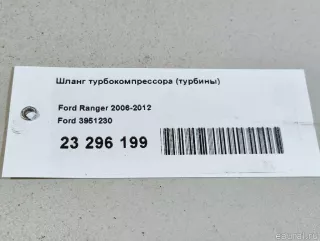 Шланг турбокомпрессора (турбины)
Ford Ranger 2006-2012
Ford 3951230
23 296 199